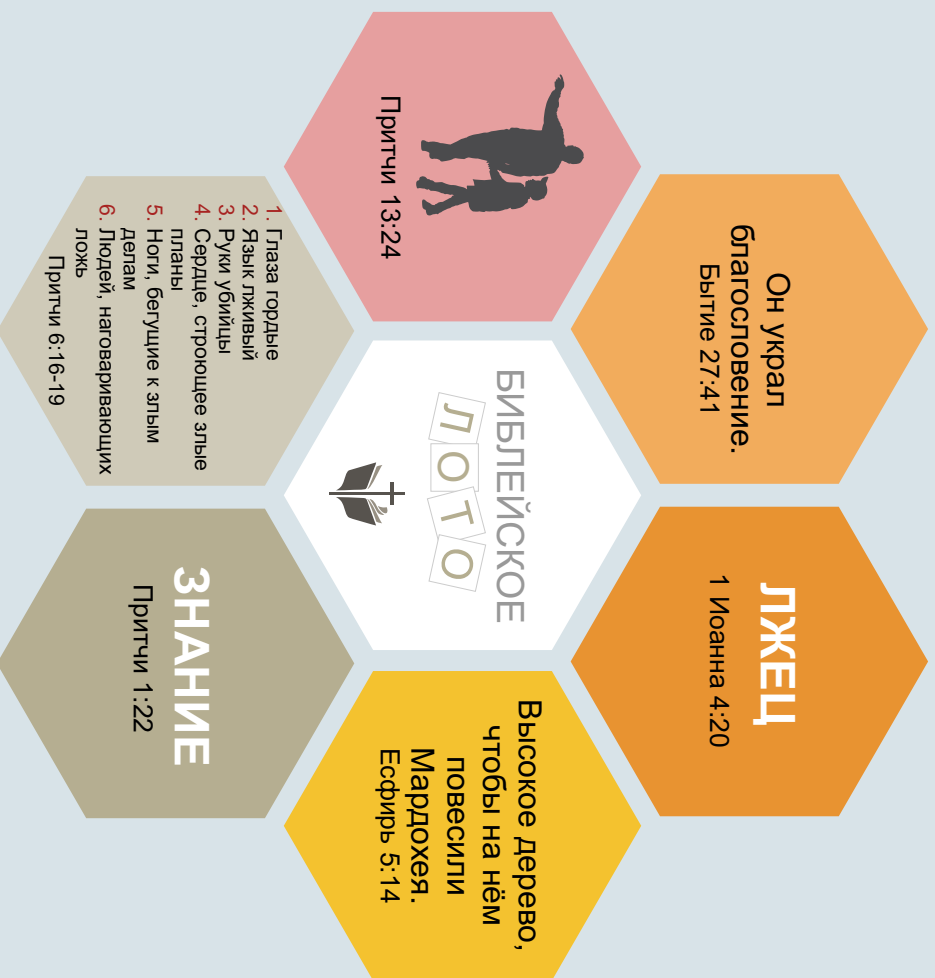 Он украл
благословение.
Бытие 27:41
ЛЖЕЦ
1 Иоанна 4:20
Притчи 13:24
БИБЛЕЙСКОЕ
ЛОТО
Высокое дерево,
чтобы на нём
повесили
Мардохея.
Есфирь 5:14
1. Глаза гордые
2. Язык лживый
3. Руки убийцы
4. Сердце, строющее злые
планы
5. Ноги, бегущие к злым
делам
6. Людей, наговаривающих
ложь
Притчи 6:16-19
ЗНАНИЕ
Притчи 1:22